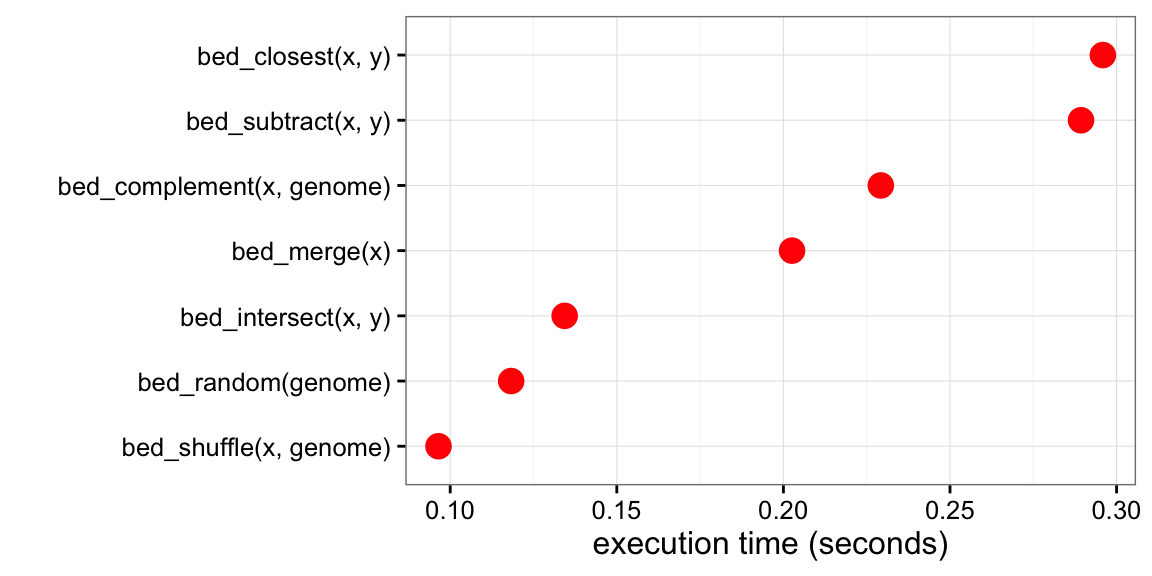 bed_closest(x, y)
bed_subtract(x, y)
bed_complement(x, genome)
bed_merge(x)
bed_intersect(x, y)
bed_random(genome)
bed_shuffle(x, genome)
0.10 0.15 0.20 0.25 0.30
execution time (seconds)